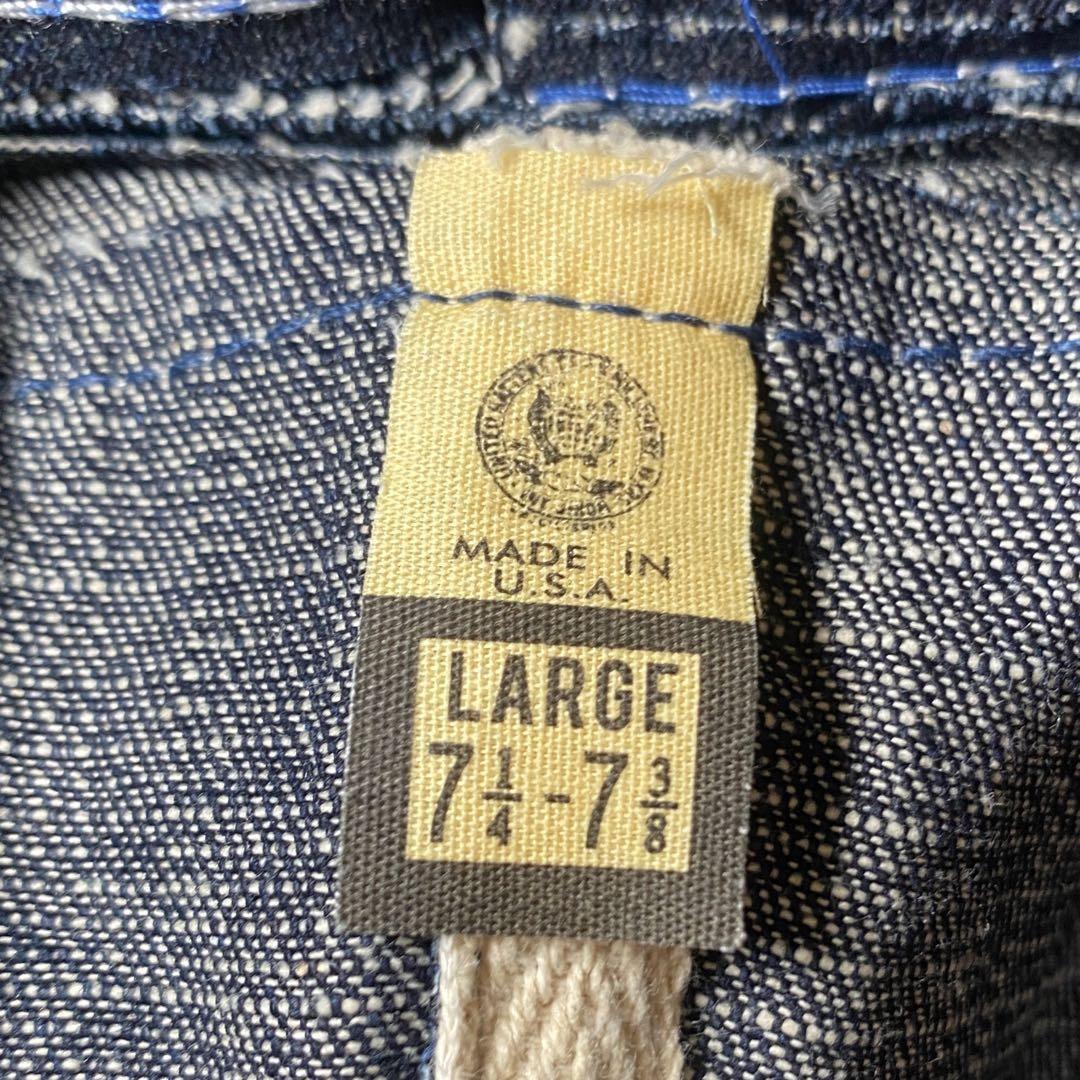 MADE IN
U.S.A.
LARGE
7 1/4 - 7 3/8